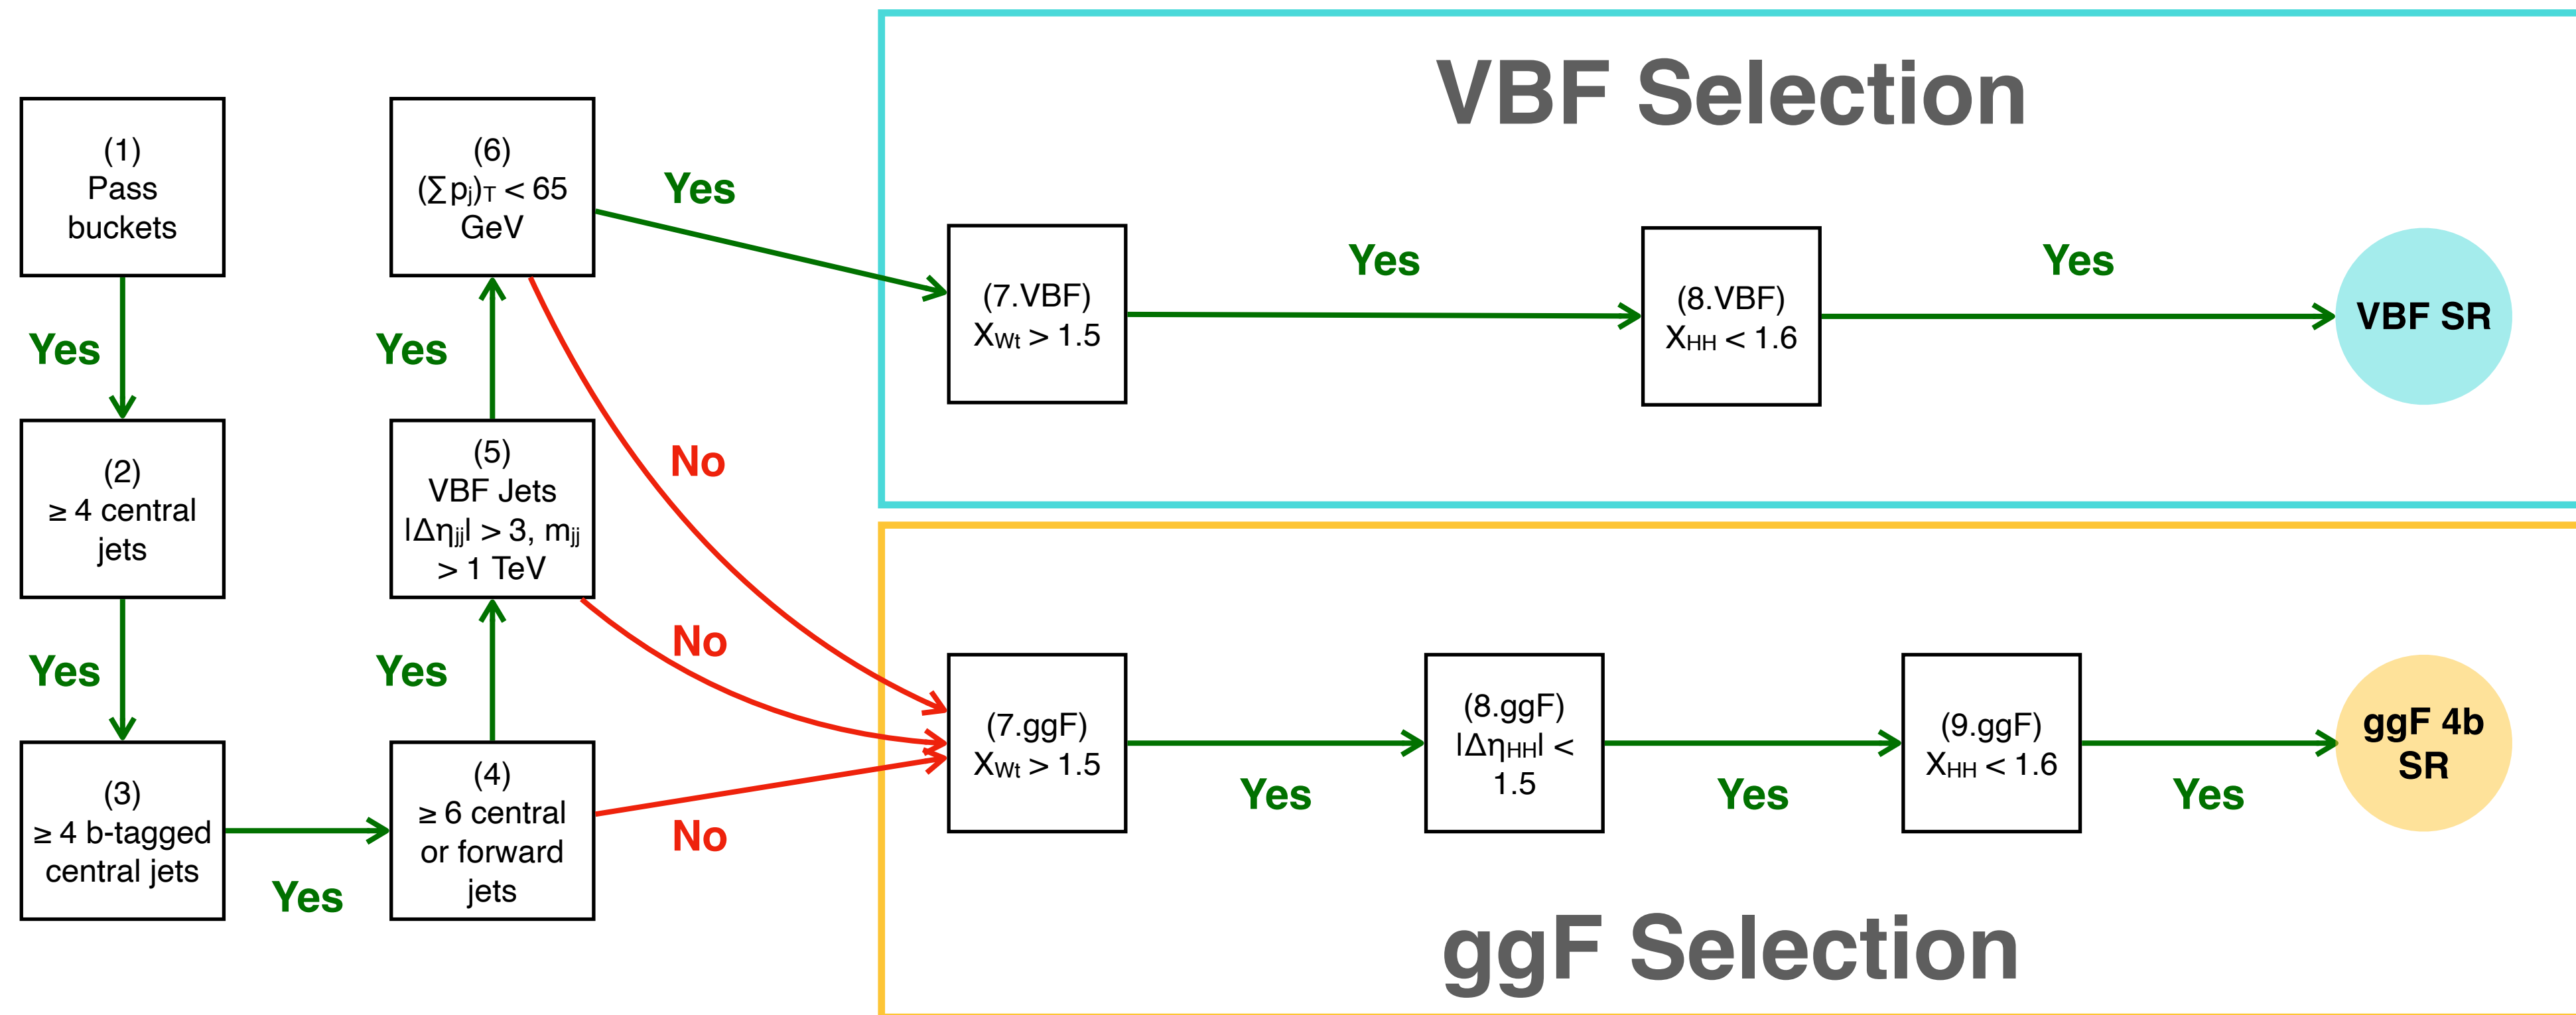 VBF Selection
(1)
Pass
buckets
(6)
(∑pj)T < 65
GeV
Yes
(7.VBF)
XWt > 1.5
Yes
(8.VBF)
XHH < 1.6
Yes
VBF SR
Yes
Yes
No
(2)
≥ 4 central
jets
(5)
VBF Jets
|Δηjj| > 3, mjj
> 1 TeV
No
Yes
Yes
(3)
≥ 4 b-tagged
central jets
Yes
(4)
≥ 6 central
or forward
jets
No
(7.ggF)
XWt > 1.5
Yes
(8.ggF)
|ΔηHH| <
1.5
Yes
(9.ggF)
XHH < 1.6
Yes
ggF 4b
SR
ggF Selection